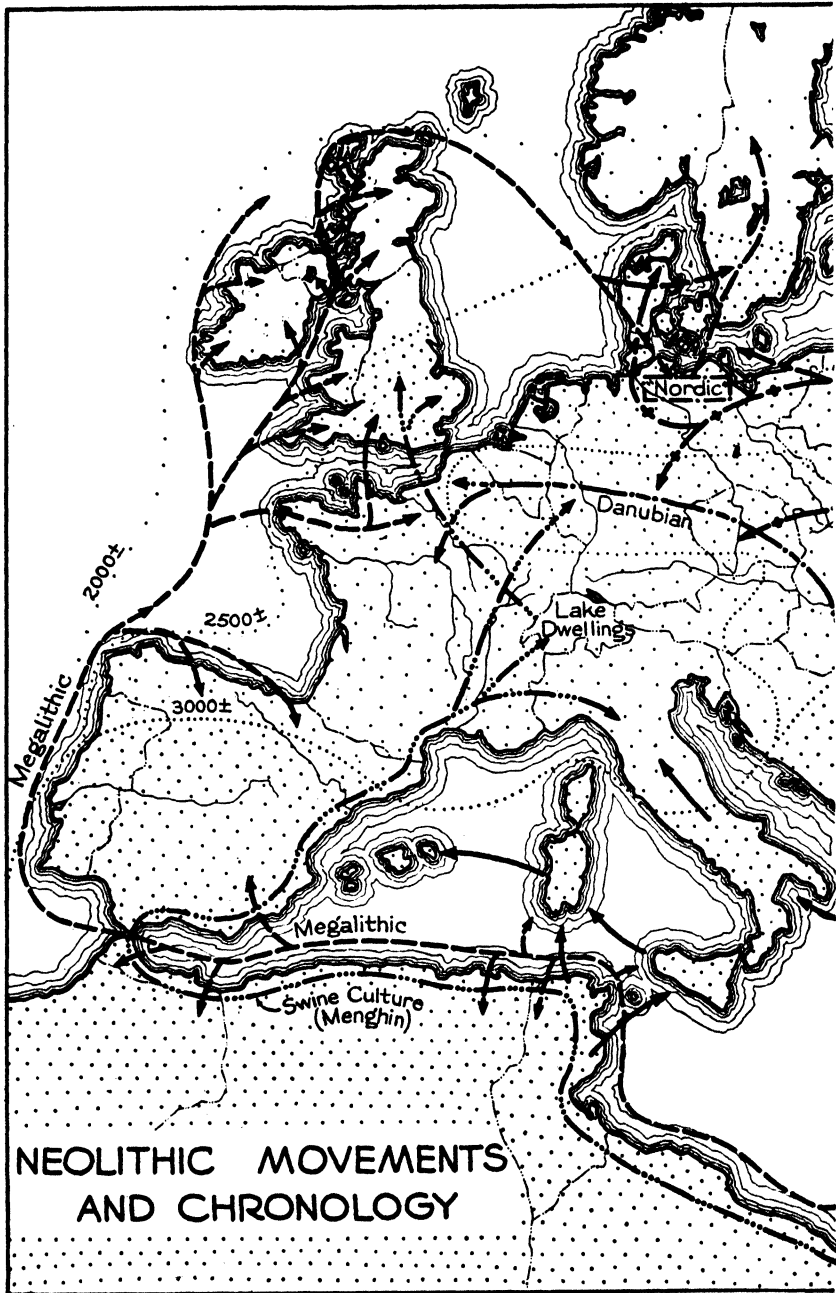 Nordic
Danubian
2000±
2500±
Lake
Dwellings
Megalithic
3000±
Megalithic
Swine Culture
(Menghin)
NEOLITHIC MOVEMENTS
AND CHRONOLOGY